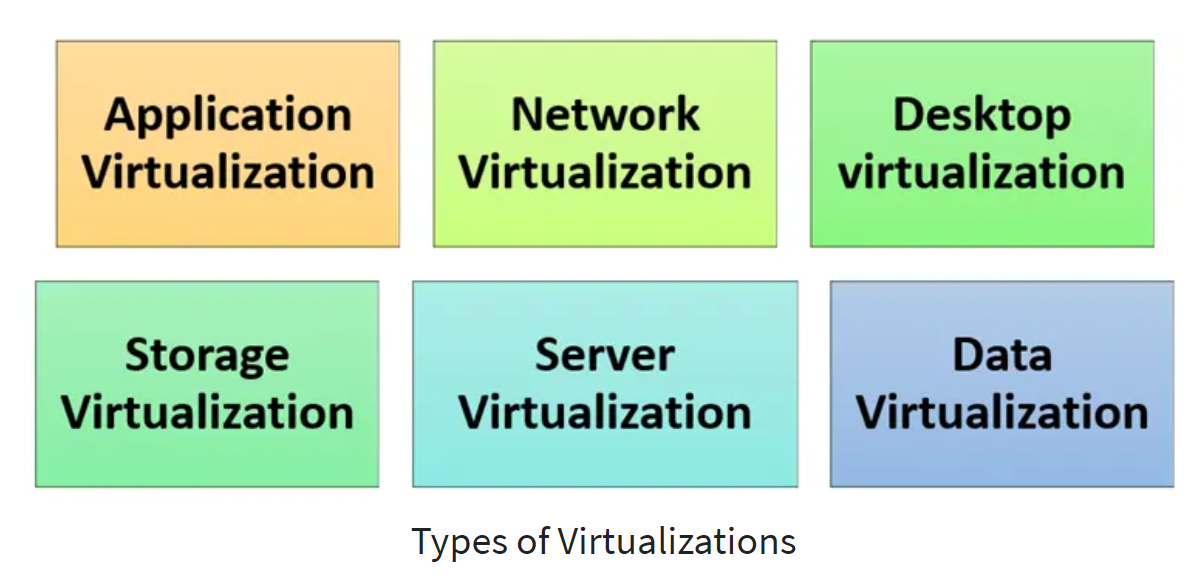 Application
Virtualization
Network
Virtualization
Desktop
virtualization
Storage
Virtualization
Server
Virtualization
Data
Virtualization
Types of Virtualizations